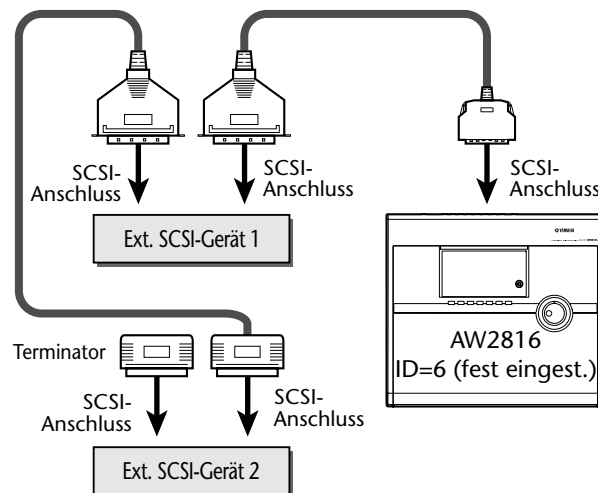 SCSI-
Anschluss
SCSI-
Anschluss
SCSI-
Anschluss
Ext. SCSI-Gerät 1
YAMAHA
AW2816
ID=6 (fest eingest.)
Terminator
SCSI-
Anschluss
SCSI-
Anschluss
Ext. SCSI-Gerät 2